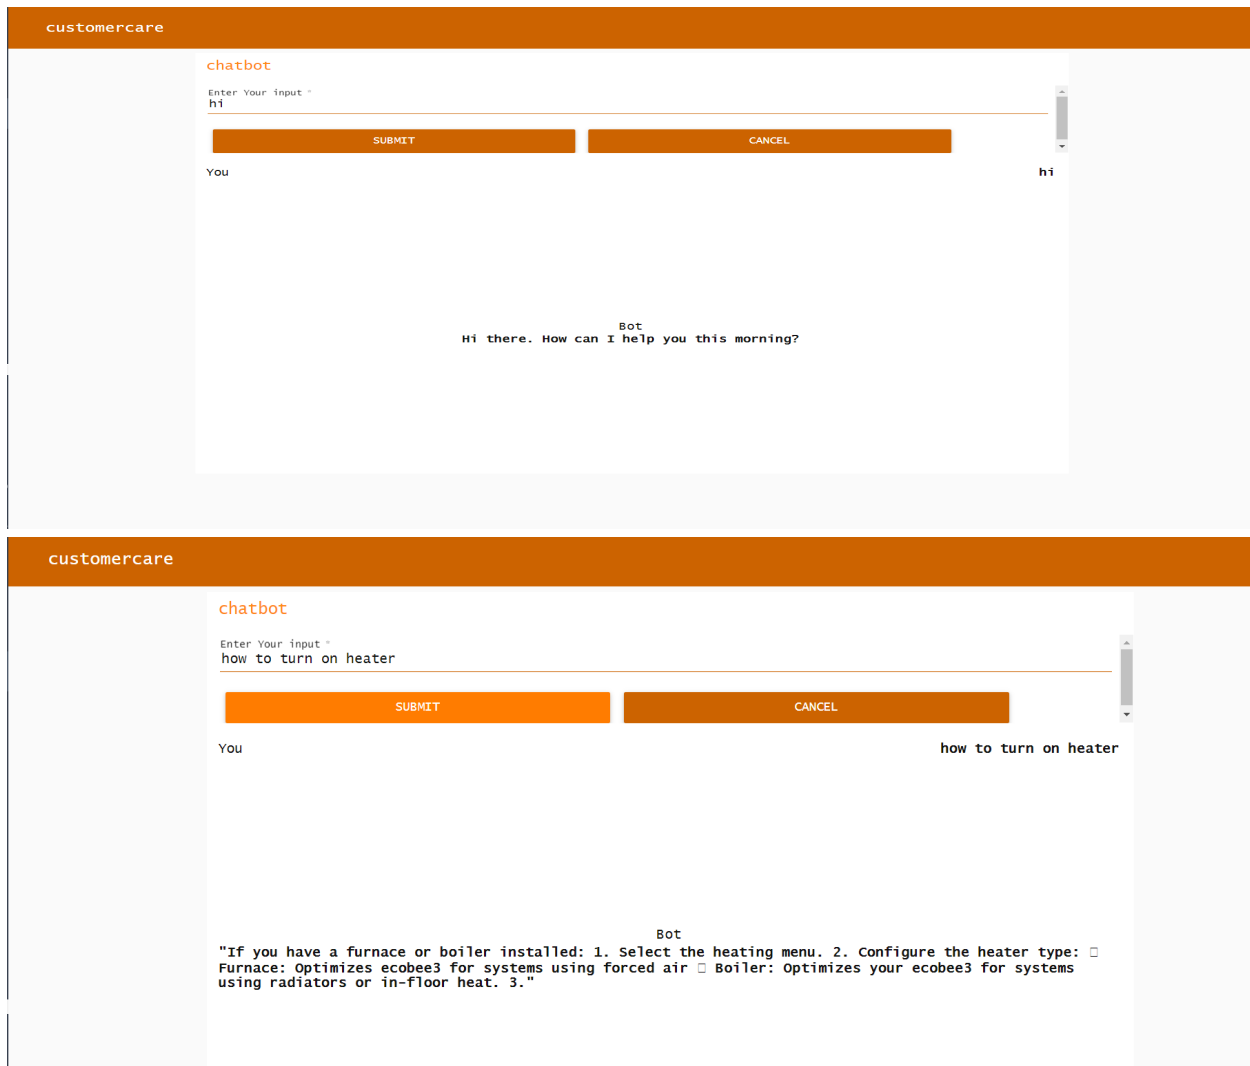 customercare
chatbot
Enter Your input *
hi
SUBMIT CANCEL
You hi
Bot
Hi there. How can I help you this morning?
customercare
chatbot
Enter Your input *
how to turn on heater
SUBMIT CANCEL
You how to turn on heater
Bot
"If you have a furnace or boiler installed: 1. Select the heating menu. 2. Configure the heater type: □
Furnace: Optimizes ecobee3 for systems using forced air □ Boiler: Optimizes your ecobee3 for systems
using radiators or in-floor heat. 3."